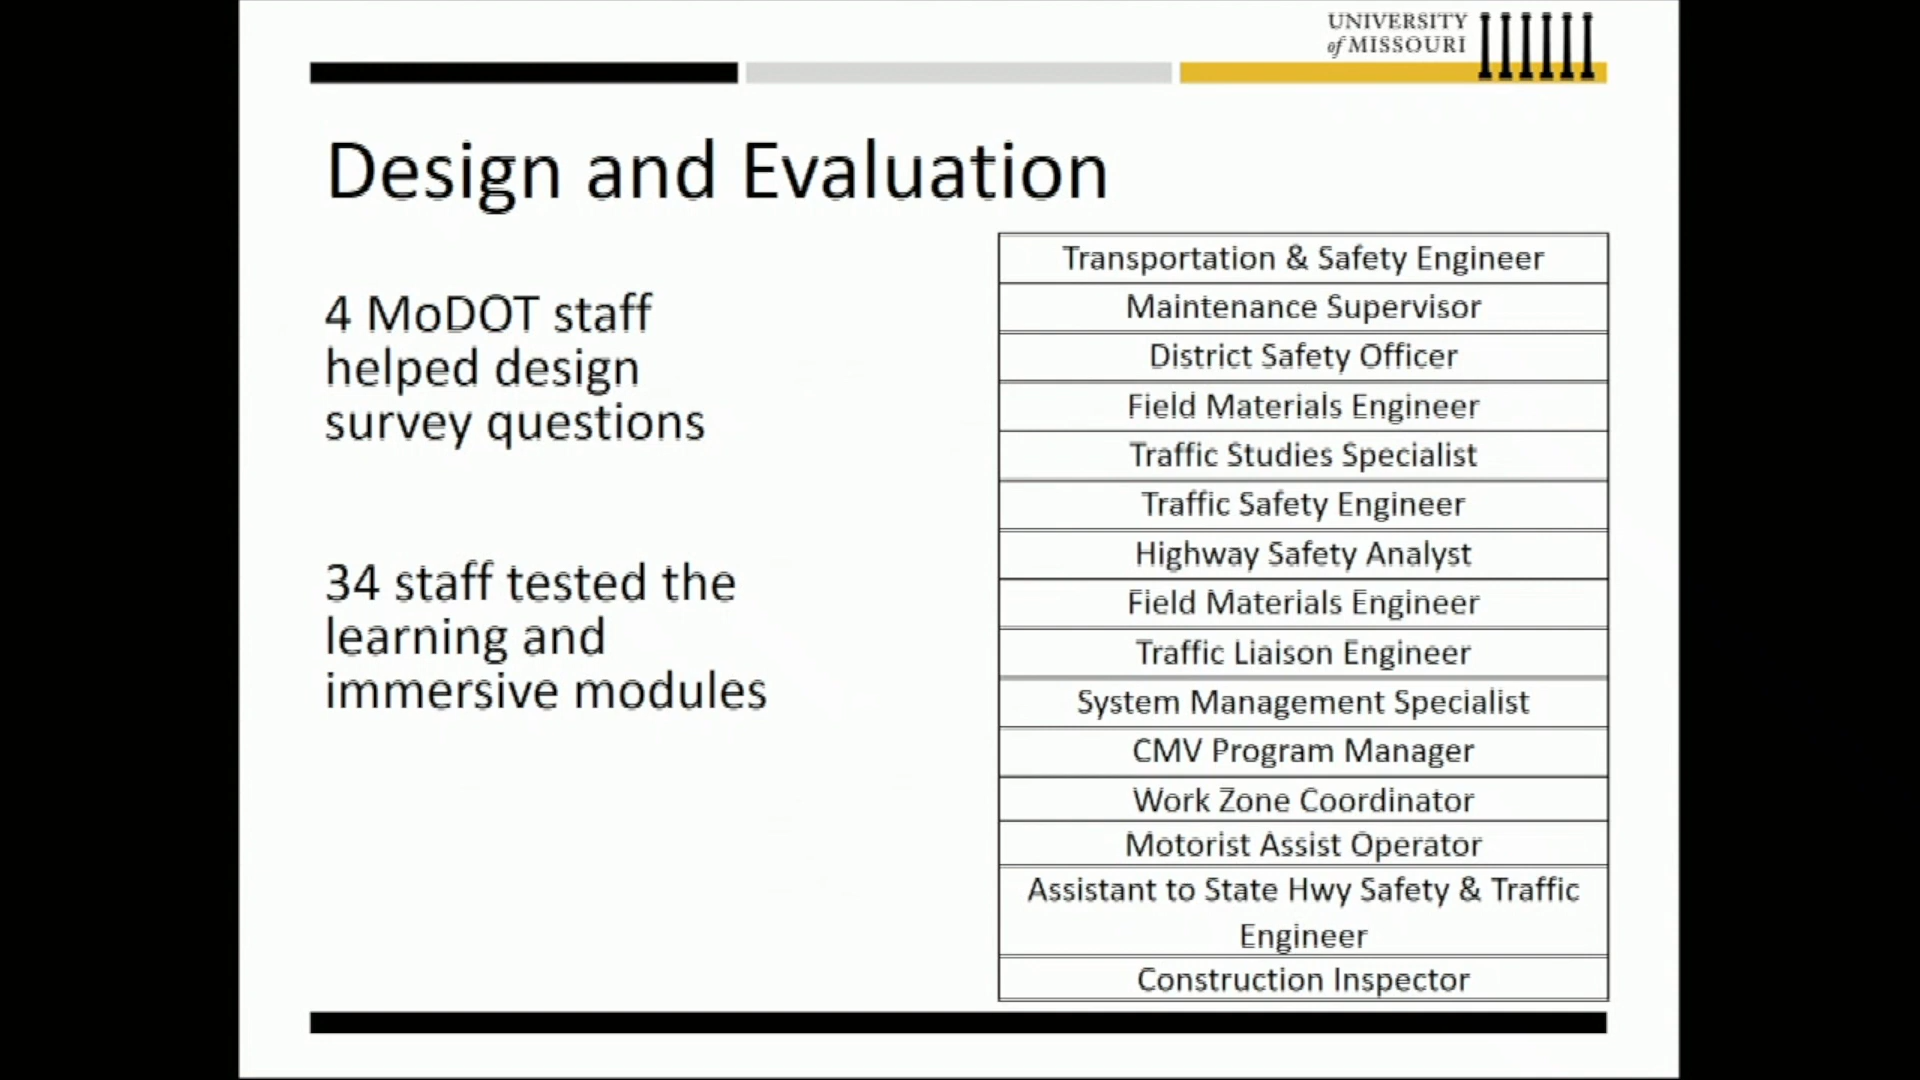 UNIVERSITY
of MISSOURI
Design and Evaluation
4 MoDOT staff
helped design
survey questions
34 staff tested the
learning and
immersive modules
Transportation & Safety Engineer
Maintenance Supervisor
District Safety Officer
Field Materials Engineer
Traffic Studies Specialist
Traffic Safety Engineer
Highway Safety Analyst
Field Materials Engineer
Traffic Liaison Engineer
System Management Specialist
CMV Program Manager
Work Zone Coordinator
Motorist Assist Operator
Assistant to State Hwy Safety & Traffic
Engineer
Construction Inspector